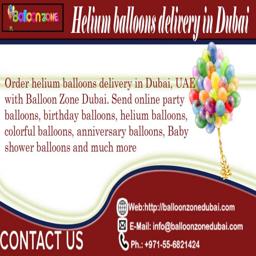 Balloon ZONE
Helium balloons delivery in Dubai
Order helium balloons delivery in Dubai, UAE
with Balloon Zone Dubai. Send online party
balloons, birthday balloons, helium balloons,
colorful balloons, anniversary balloons, Baby
shower balloons and much more
Web:http://balloonzonedubai.com
E-Mail: info@balloonzonedubai.com
CONTACT US
Ph.: +971-55-6821424